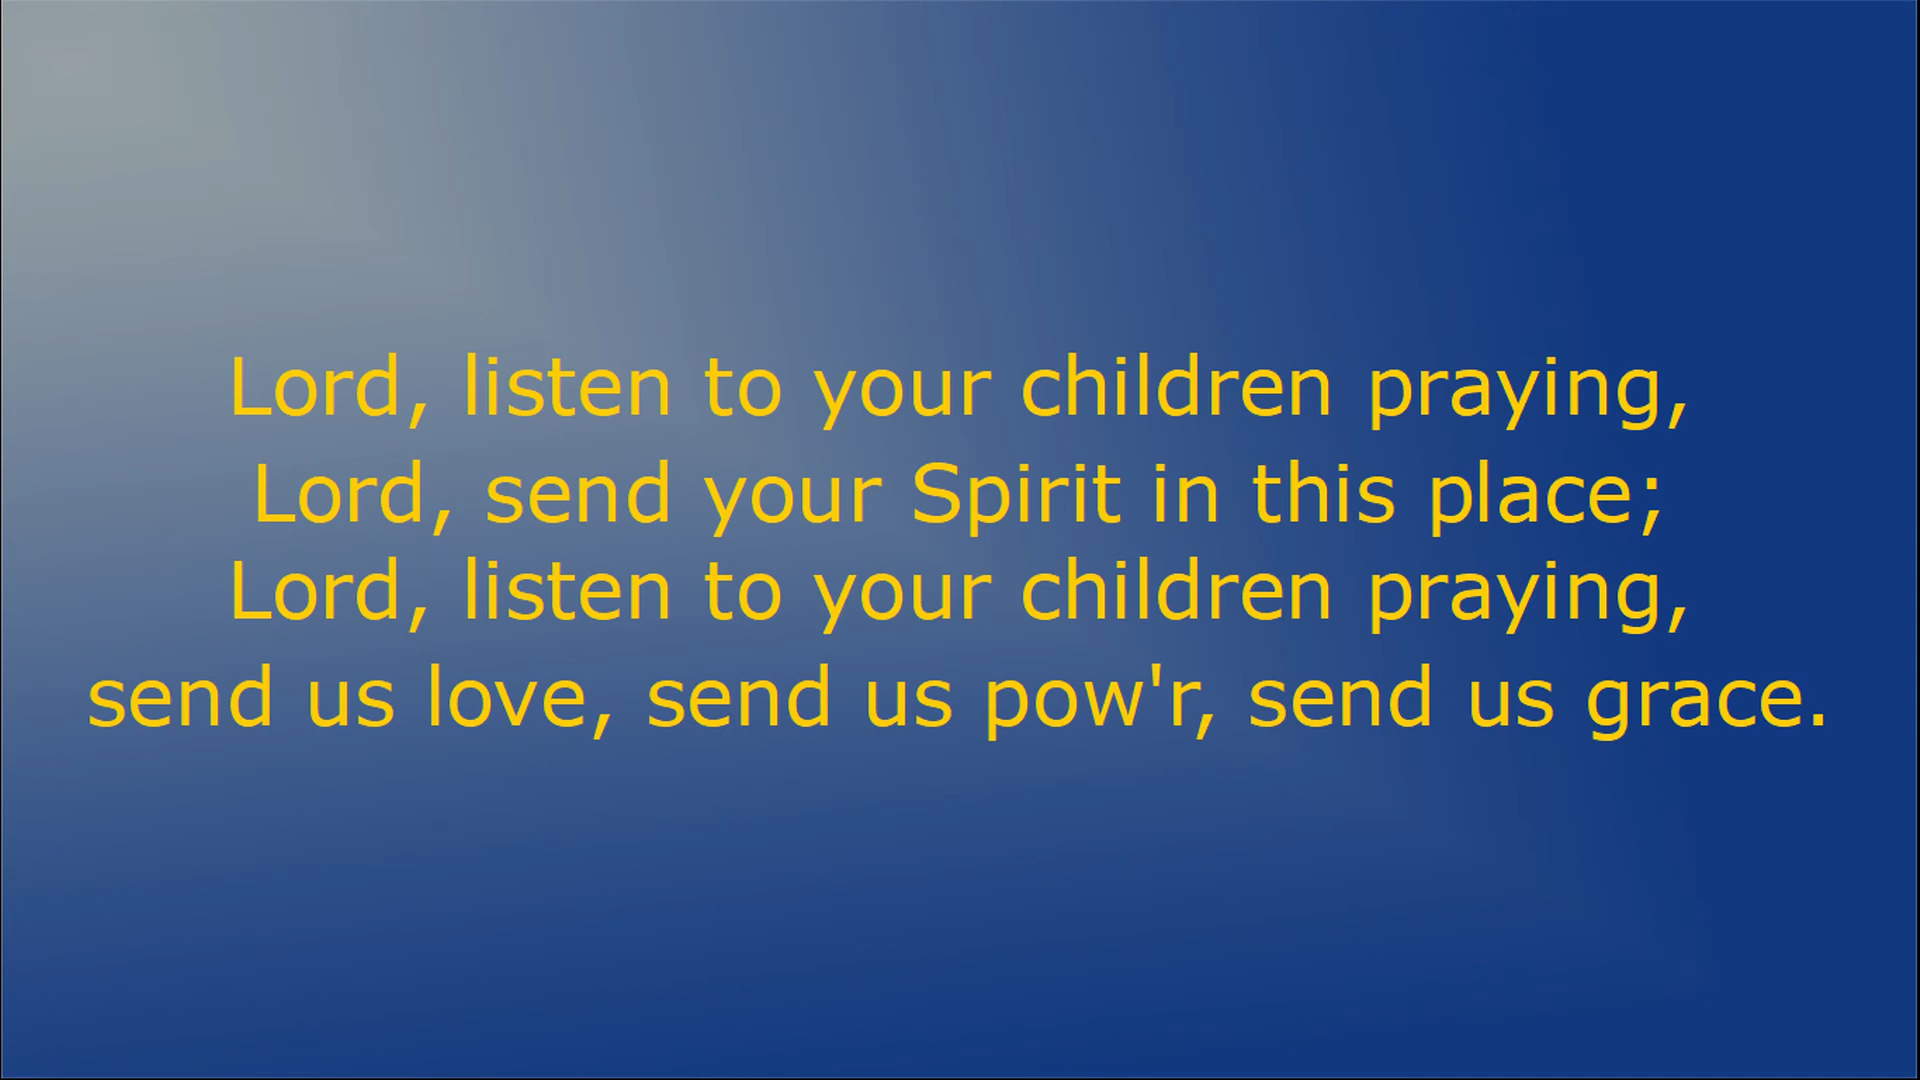 Lord, listen to your children praying,
Lord, send your Spirit in this place;
Lord, listen to your children praying,
send us love, send us pow'r, send us grace.